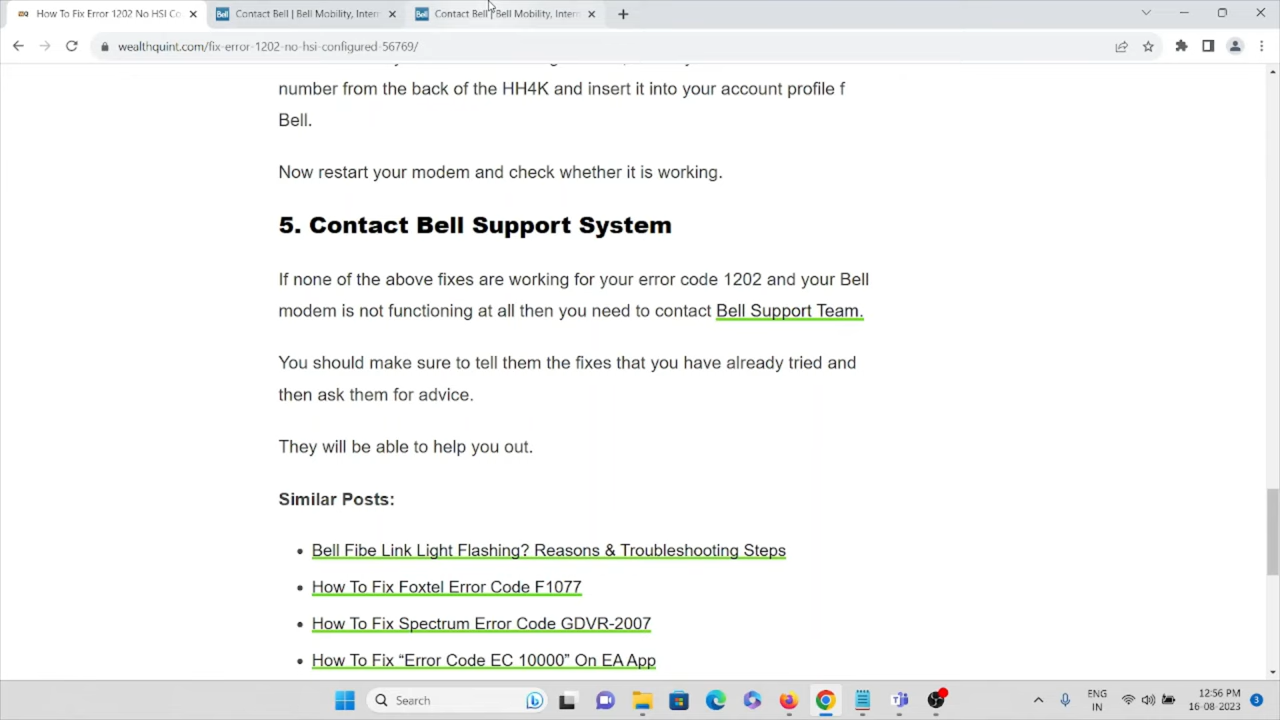 How To Fix Error 1202 No HSI Co
Contact Bell | Bell Mobility, Intern
Contact Bell | Bell Mobility, Intern
wealthquint.com/fix-error-1202-no-hsi-configured-56769/
number from the back of the HH4K and insert it into your account profile f
Bell.
Now restart your modem and check whether it is working.
5. Contact Bell Support System
If none of the above fixes are working for your error code 1202 and your Bell
modem is not functioning at all then you need to contact Bell Support Team.
You should make sure to tell them the fixes that you have already tried and
then ask them for advice.
They will be able to help you out.
Similar Posts:
• Bell Fibe Link Light Flashing? Reasons & Troubleshooting Steps
• How To Fix Foxtel Error Code F1077
• How To Fix Spectrum Error Code GDVR-2007
• How To Fix “Error Code EC 10000” On EA App
Search
ENG
IN
12:56 PM
16-08-2023
3